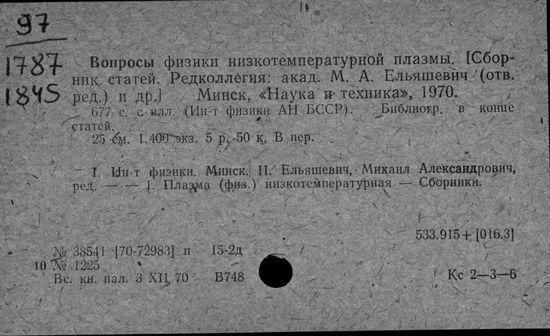 97
1787
1845
Вопросы физики низкотемпературной плазмы. [Сбор-
ник статей. Редколлегия: акад. М. А. Ельяшевич (отв.
ред.) и др.] Минск, «Наука и техника», 1970.
677 с. с илл. (Ин-т физики АН БССР). Библиогр. в конце
статей.
25 см. 1.400 экз. 5 р. 50 к. В пер.
I. Ин-т физики. Минск. II. Ельяшевич, Михаил Александрович,
ред. — — 1. Плазма (физ.) низкотемпературная — Сборники.
533.915+[016.3]
№ 38541 [70-72983] п 15-2д
10 № 1225
Вс. кн. пал. 3 XII 70 В748 Кс 2—3—6